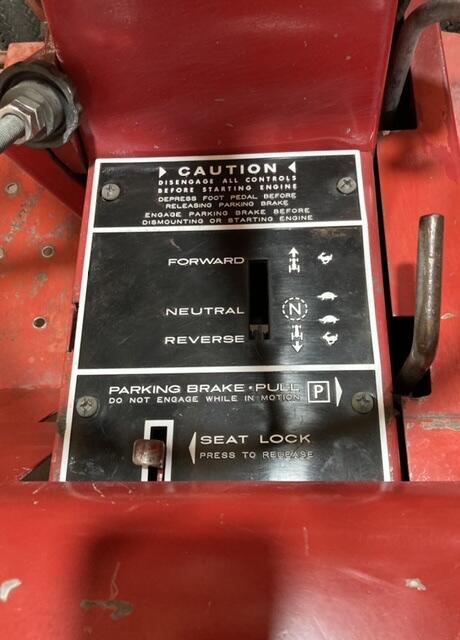 CAUTION
DISENGAGE ALL CONTROLS
BEFORE STARTING ENGINE
DEPRESS FOOT PEDAL BEFORE
RELEASING PARKING BRAKE
ENGAGE PARKING BRAKE BEFORE
DISMOUNTING OR STARTING ENGINE
FORWARD
NEUTRAL N
REVERSE
PARKING BRAKE • PULL P
DO NOT ENGAGE WHILE IN MOTION
SEAT LOCK
PRESS TO RELEASE